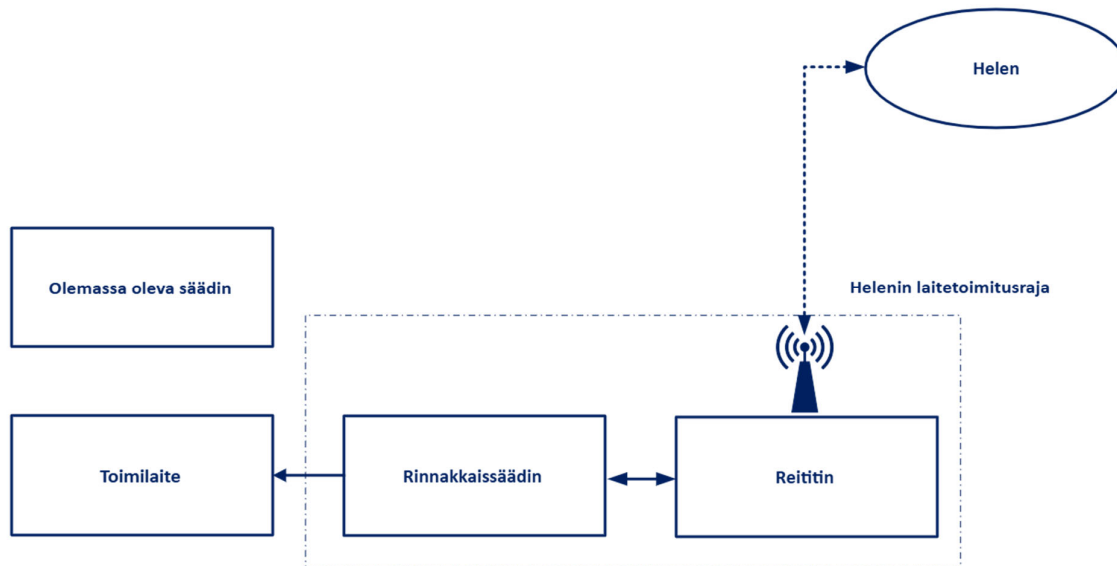 Helen
Olemassa oleva säädin
Helenin laitetoimitusraja
Toimilaite
Rinnakkaissäädin
Reititin